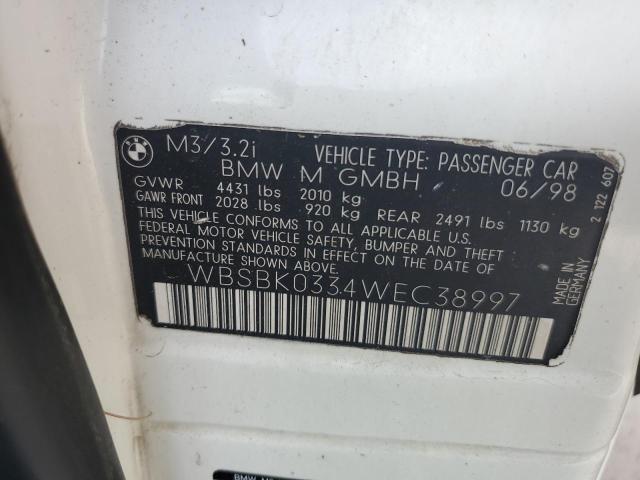 BMW
M3/3.2i VEHICLE TYPE: PASSENGER CAR
BMW M GMBH 06/98
GVWR 4431 lbs 2010 kg
GAWR FRONT 2028 lbs 920 kg REAR 2491 lbs 1130 kg
THIS VEHICLE CONFORMS TO ALL APPLICABLE U.S.
FEDERAL MOTOR VEHICLE SAFETY, BUMPER AND THEFT
PREVENTION STANDARDS IN EFFECT ON THE DATE OF
MANUFACTURE SHOWN ABOVE.
WBSBK0334WEC38997
2 122 607
MADE IN
GERMANY
BMW